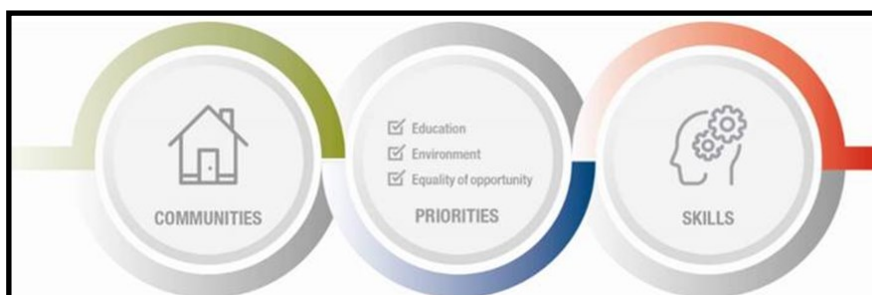 Education
Environment
Equality of opportunity
COMMUNITIES
PRIORITIES
SKILLS